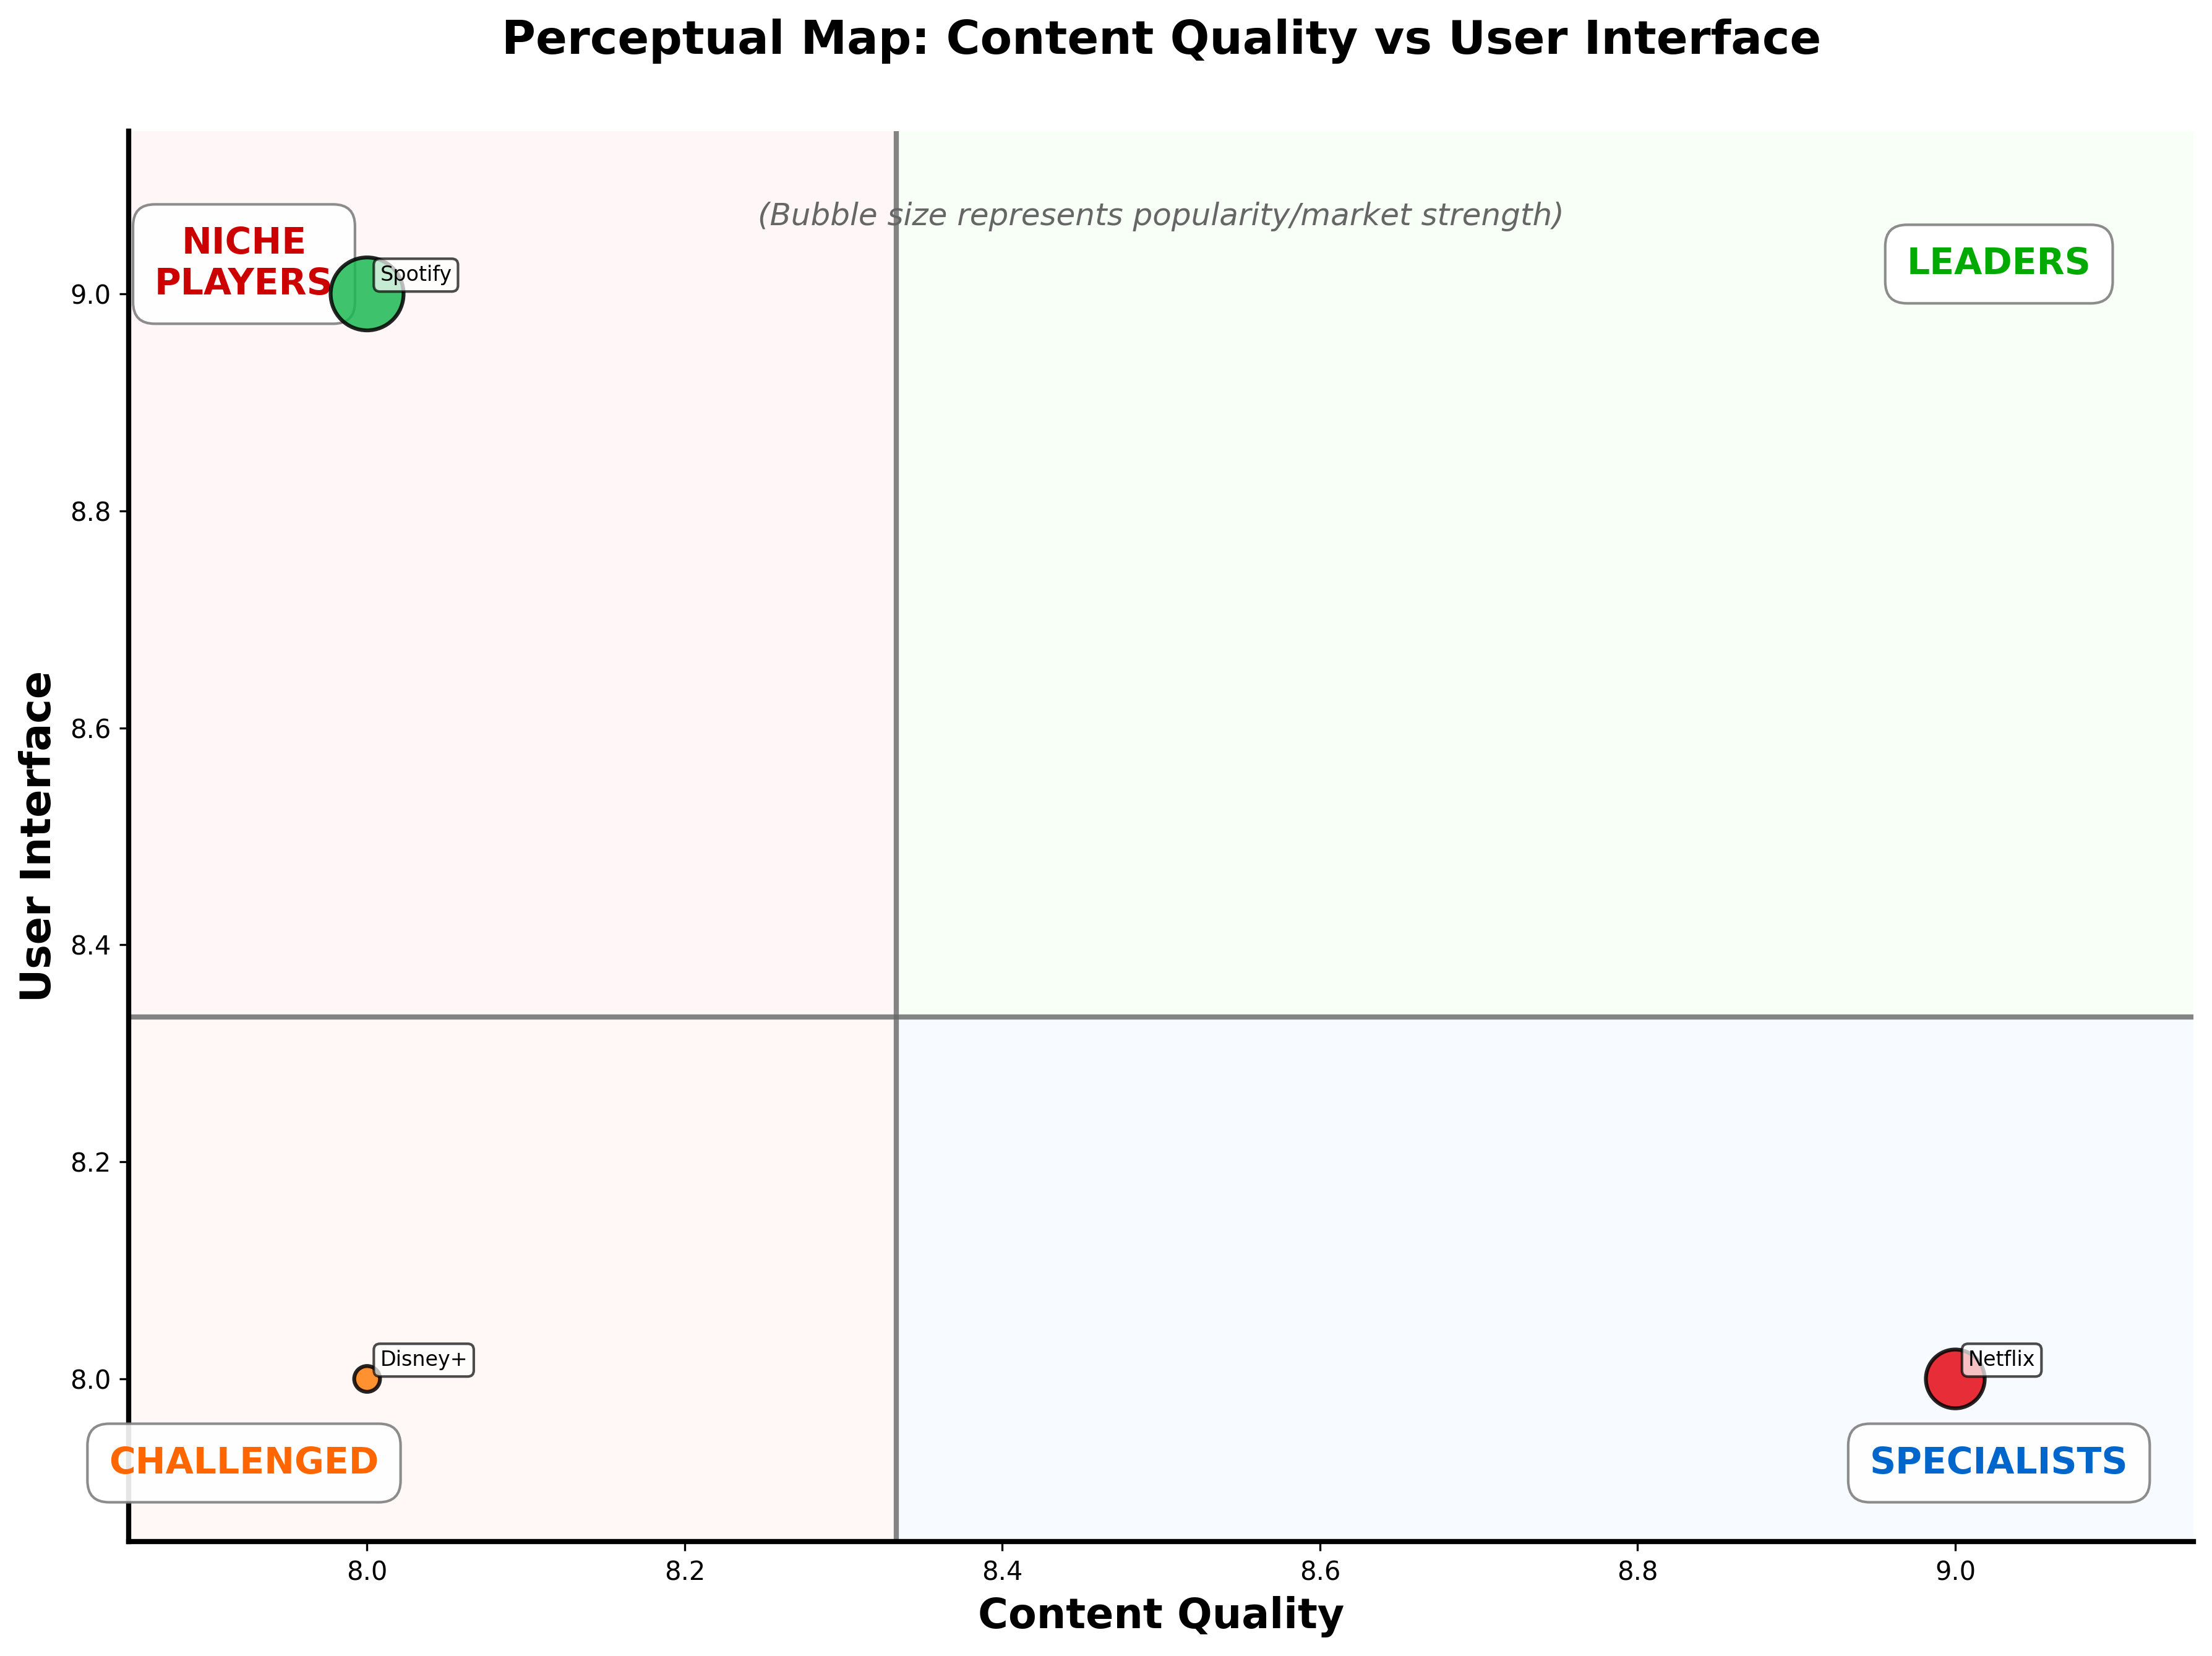 Perceptual Map: Content Quality vs User Interface
(Bubble size represents popularity/market strength)
NICHE
PLAYERS
Spotify
LEADERS
9.0
8.8
8.6
8.4
8.2
8.0
User Interface
Disney+
Netflix
CHALLENGED
SPECIALISTS
8.0 8.2 8.4 8.6 8.8 9.0
Content Quality